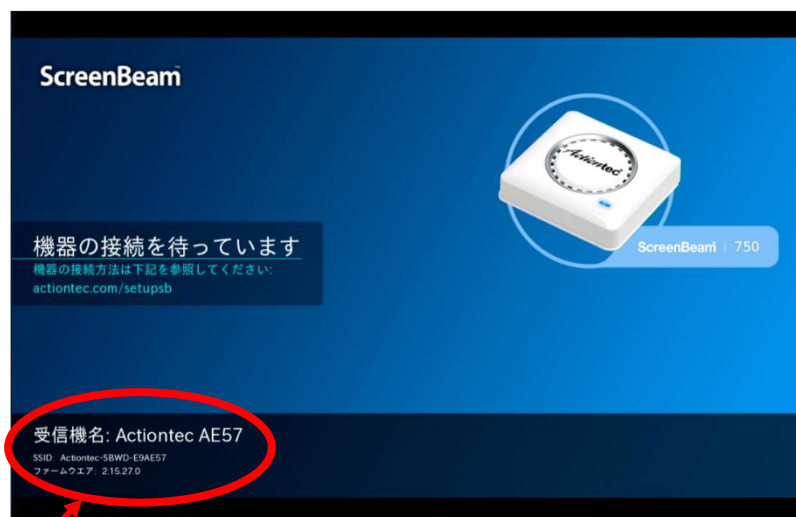 ScreenBeam™
Actiontec
ScreenBeam™ | 750
機器の接続を待っています
機器の接続方法は下記を参照してください:
actiontec.com/setupsb
受信機名: Actiontec AE57
SSID: Actiontec-SBWD-E9AE57
ファームウエア: 2.15.27.0